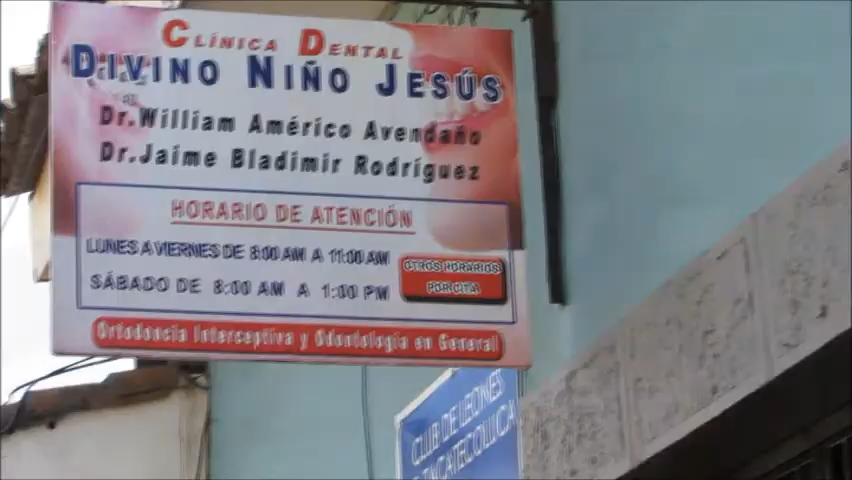 CLÍNICA DENTAL
DIVINO NIÑO JESÚS
Dr. William Américo Avendaño
Dr. Jaime Bladimir Rodríguez
HORARIO DE ATENCIÓN
LUNES A VIERNES DE 8:00 AM A 11:00 AM
SÁBADO DE 8:00 AM A 1:00 PM
OTROS HORARIOS
POR CITA
Ortodoncia Interceptiva y Odontología en General
CLUB DE LEONES